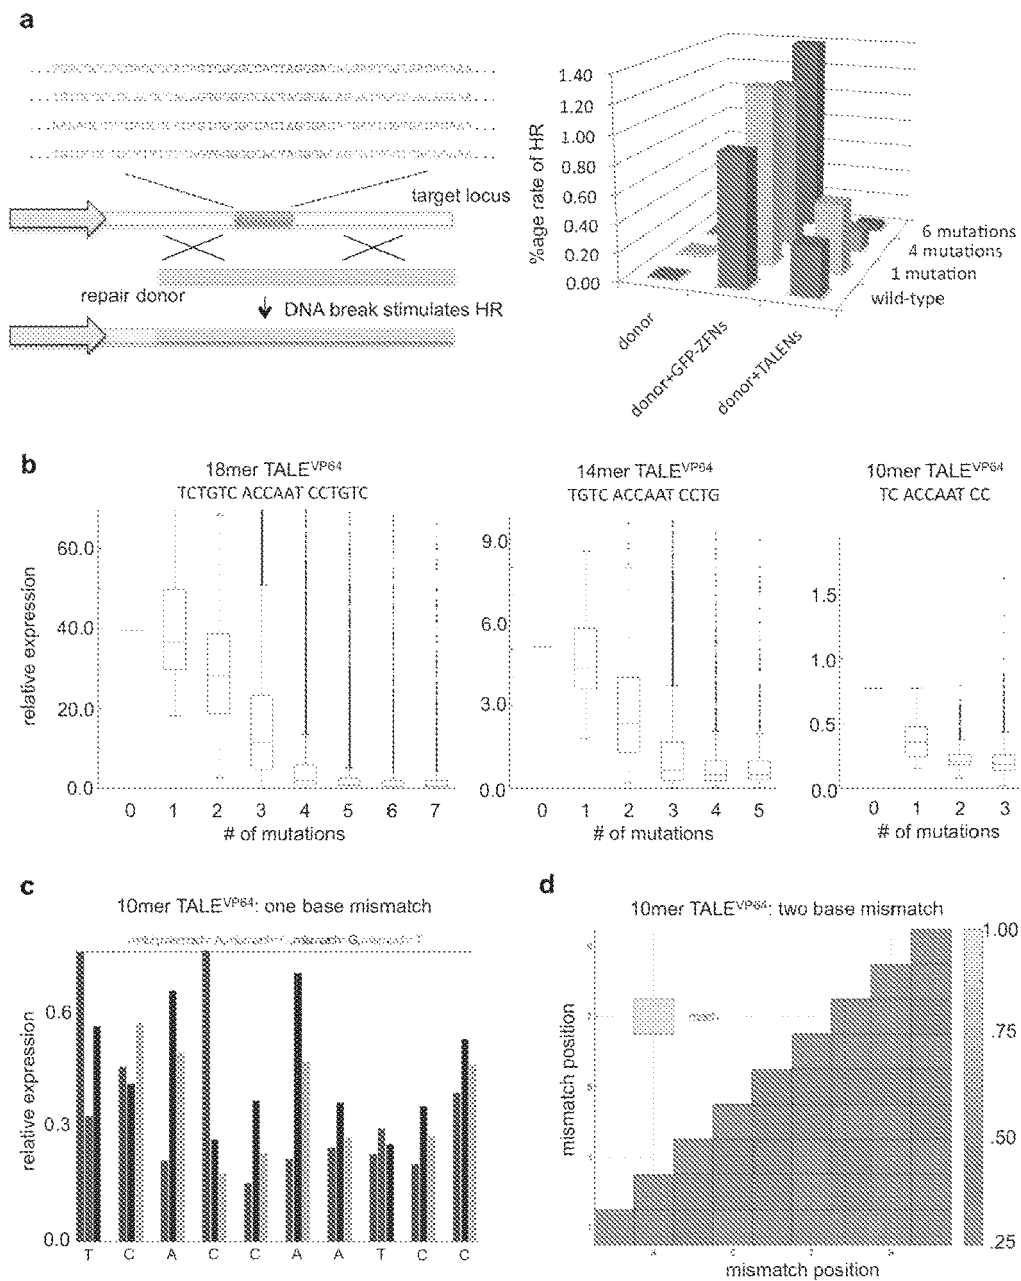 a
target locus
repair donor
DNA break stimulates HR
%age rate of HR
1.40
1.20
1.00
0.80
0.60
0.40
0.20
0.00
6 mutations
4 mutations
1 mutation
wild-type
donor
donor+GFP-ZFNs
donor+TALENs
b
18mer TALEVP64
TCTGTC ACCAAT CCTGTC
relative expression
60.0
40.0
20.0
0.0
0 1 2 3 4 5 6 7
# of mutations
14mer TALEVP64
TGTC ACCAAT CCTG
9.0
6.0
3.0
0.0
0 1 2 3 4 5
# of mutations
10mer TALEVP64
TC ACCAAT CC
1.5
1.0
0.5
0.0
0 1 2 3
# of mutations
c
10mer TALEVP64: one base mismatch
relative expression
0.6
0.3
0.0
T C A C C A A T C C
d
10mer TALEVP64: two base mismatch
mismatch position
match
1.00
.75
.50
.25
mismatch position